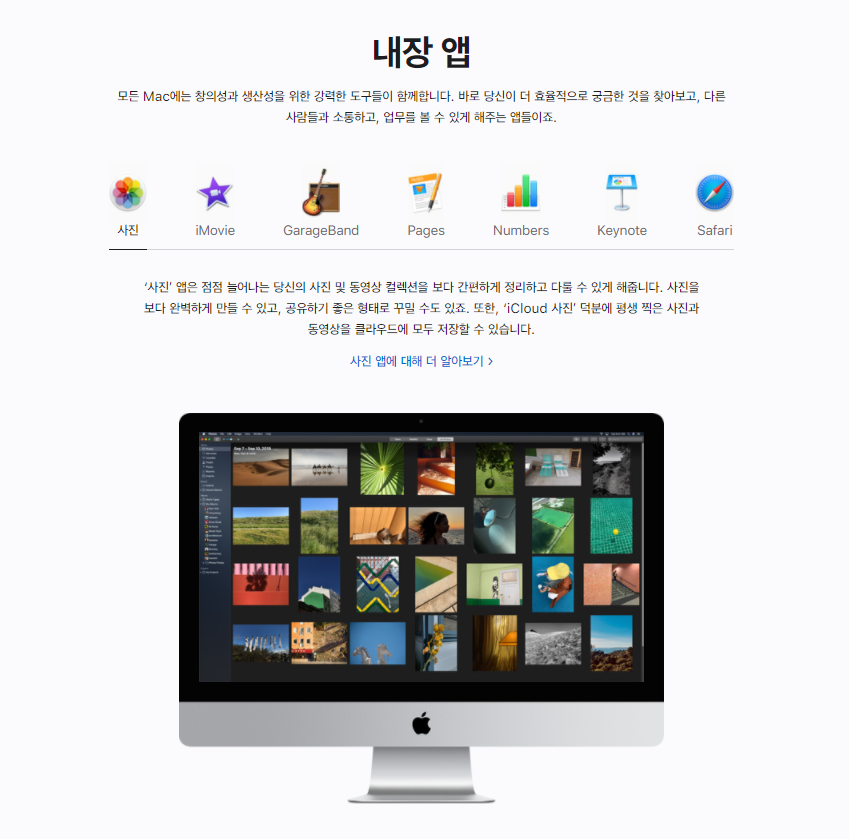 내장 앱
모든 Mac에는 창의성과 생산성을 위한 강력한 도구들이 함께합니다. 바로 당신이 더 효율적으로 궁금한 것을 찾아보고, 다른
사람들과 소통하고, 업무를 볼 수 있게 해주는 앱들이죠.
사진 iMovie GarageBand Pages Numbers Keynote Safari
‘사진’ 앱은 점점 늘어나는 당신의 사진 및 동영상 컬렉션을 보다 간편하게 정리하고 다룰 수 있게 해줍니다. 사진을
보다 완벽하게 만들 수 있고, 공유하기 좋은 형태로 꾸밀 수도 있죠. 또한, ‘iCloud 사진’ 덕분에 평생 찍은 사진과
동영상을 클라우드에 모두 저장할 수 있습니다.
사진 앱에 대해 더 알아보기 >